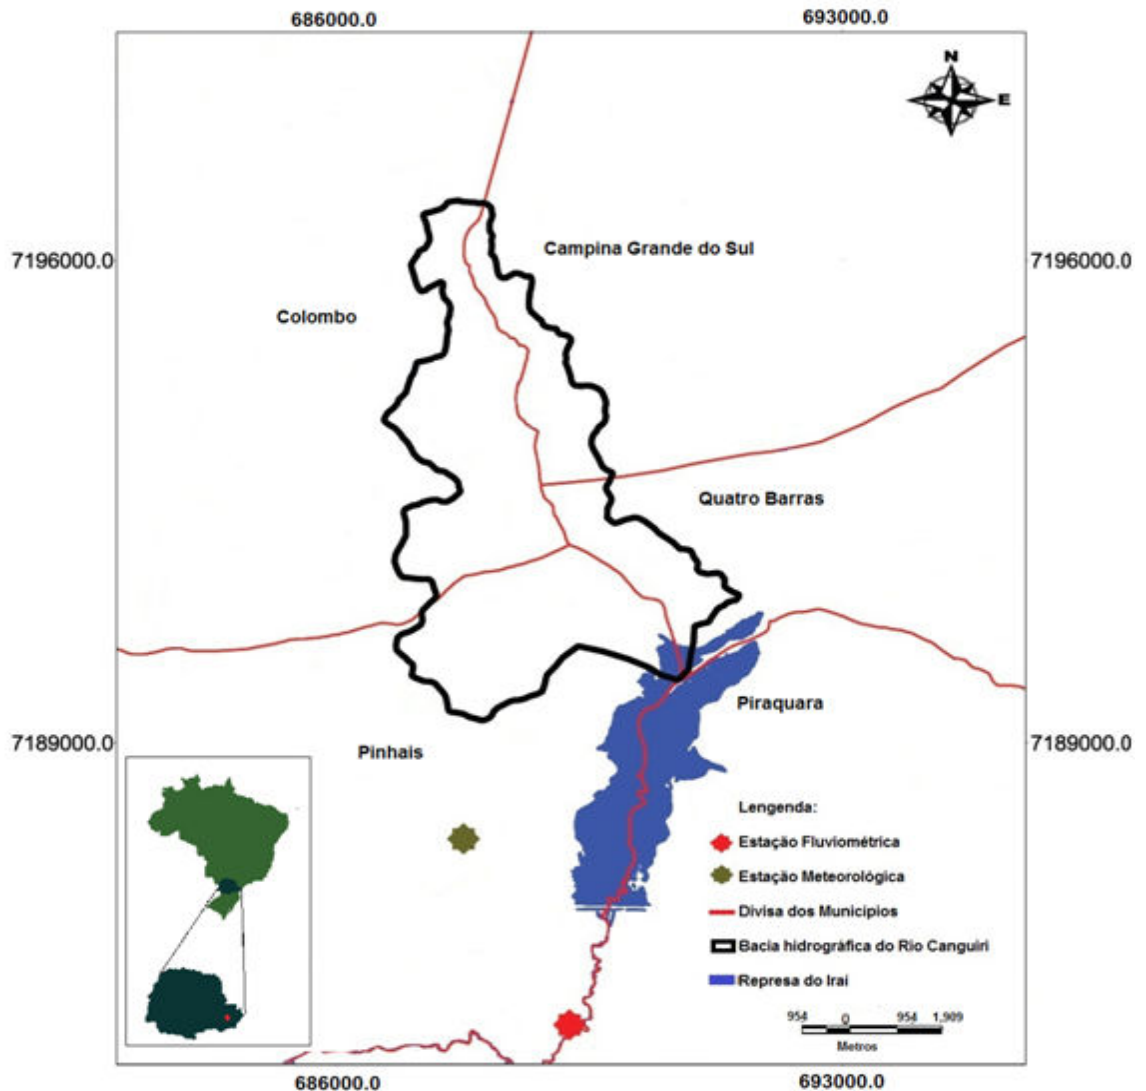 686000.0 693000.0
N
E
Campina Grande do Sul
7196000.0 7196000.0
Colombo
Quatro Barras
Piraquara
7189000.0 7189000.0
Pinhais
Lengenda:
Estação Fluviométrica
Estação Meteorológica
Divisa dos Municípios
Bacia hidrográfica do Rio Canguiri
Represa do Iraí
954 0 954 1,909
Metros
686000.0 693000.0